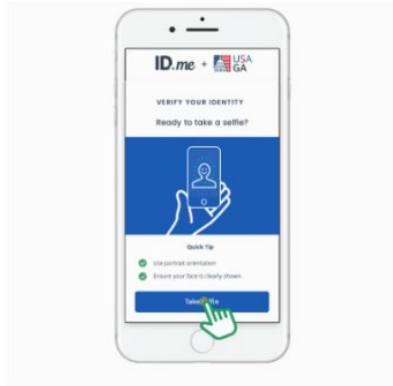 ID.me + USA
GA
VERIFY YOUR IDENTITY
Ready to take a selfie?
Quick Tip
Use portrait orientation
Ensure your face is clearly shown
Take